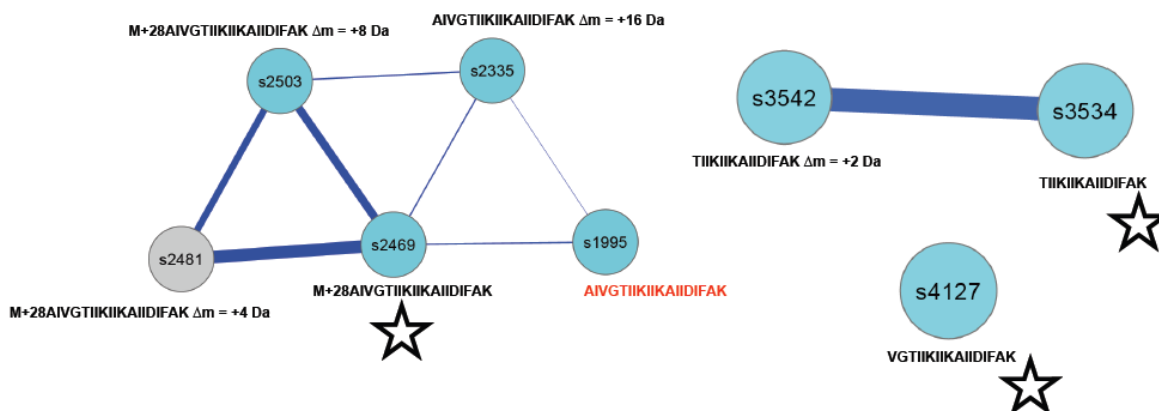 M+28AIVGTIIKIIKAIIDIFAK Δm = +8 Da
AIVGTIIKIIKAIIDIFAK Δm = +16 Da
s2503
s2335
s3542
s3534
TIIKIIKAIIDIFAK Δm = +2 Da
TIIKIIKAIIDIFAK
s2481
s2469
s1995
M+28AIVGTIIKIIKAIIDIFAK
AIVGTIIKIIKAIIDIFAK
M+28AIVGTIIKIIKAIIDIFAK Δm = +4 Da
s4127
VGTIIKIIKAIIDIFAK